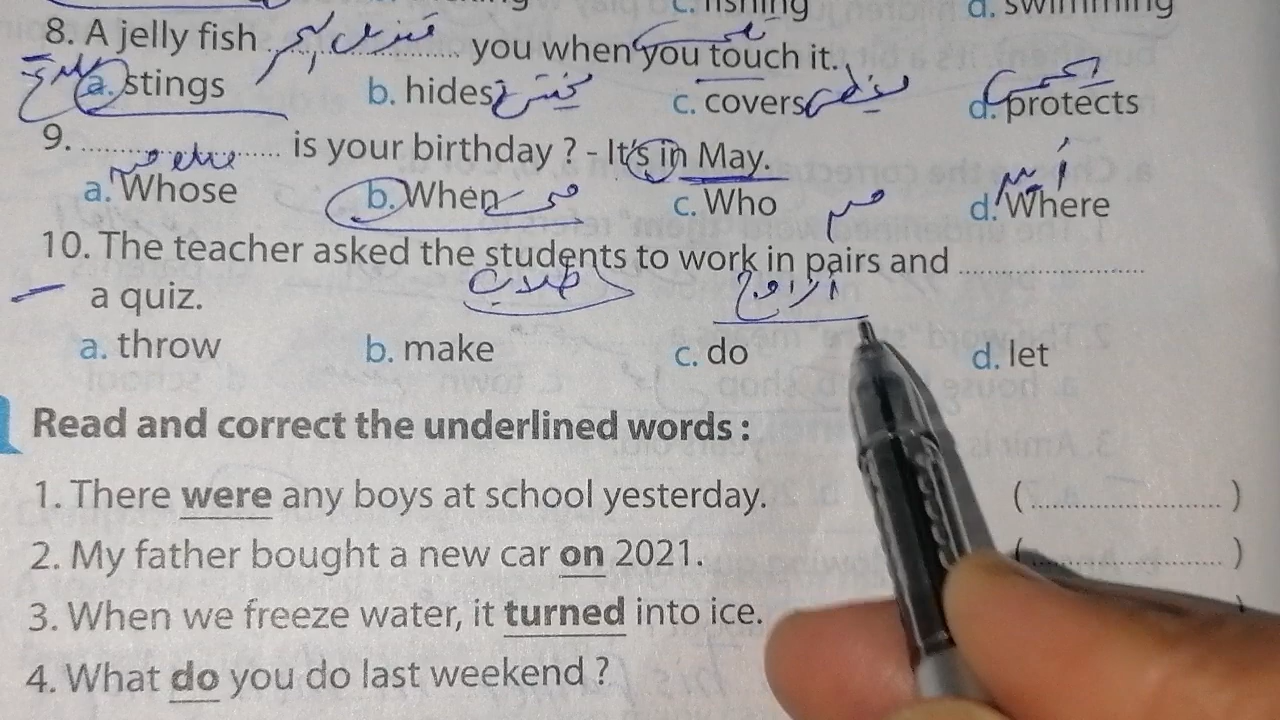 c. fishing d. swimming
8. A jelly fish .................... you when you touch it.
a. stings b. hides c. covers d. protects
9. .................... is your birthday ? - It's in May.
a. Whose b. When c. Who d. Where
10. The teacher asked the students to work in pairs and ....................
طلاب أزواج
a quiz.
a. throw b. make c. do d. let
Read and correct the underlined words :
1. There were any boys at school yesterday. (....................)
2. My father bought a new car on 2021. (....................)
3. When we freeze water, it turned into ice. )
4. What do you do last weekend ?